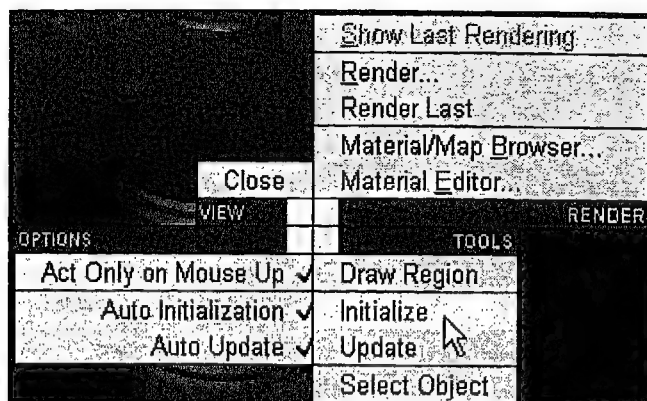 Show Last Rendering
Render...
Render Last
Material/Map Browser...
Close
Material Editor...
VIEW
RENDER
OPTIONS
TOOLS
Act Only on Mouse Up ✓
Draw Region
Auto Initialization ✓
Initialize
Auto Update ✓
Update
Select Object